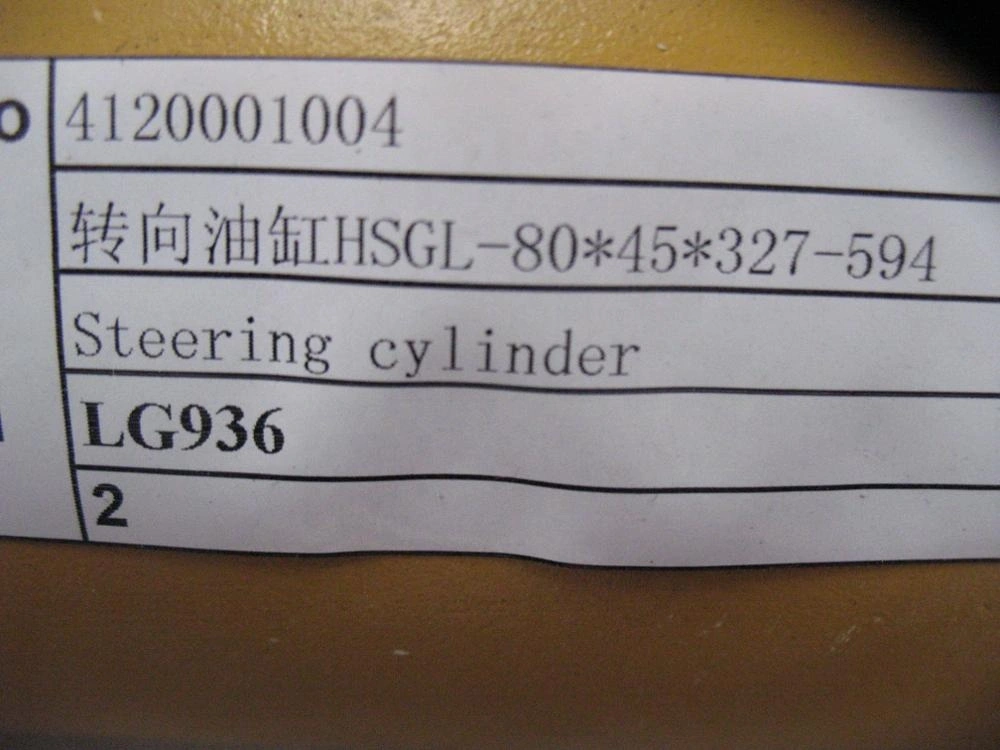 o 4120001004
转向油缸HSGL-80*45*327-594
Steering cylinder
LG936
2